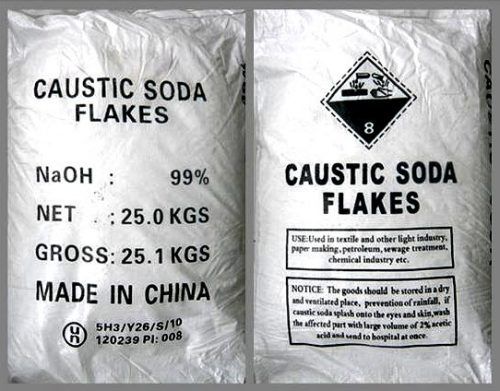 CAUSTIC SODA
FLAKES
NaOH : 99%
NET : 25.0 KGS
GROSS: 25.1 KGS
MADE IN CHINA
un 5H3/Y26/S/10
120239 PI: 008
8
CAUSTIC SODA
FLAKES
USE:Used in textile and other light industry,
paper making, petroleum, sewage treatment,
chemical industry etc.
NOTICE: The goods should be stored in a dry
and ventilated place, prevention of rainfall, if
caustic soda splash onto the eyes and skin,wash
the affected part with large volume of 2% acetic
acid and send to hospital at once.